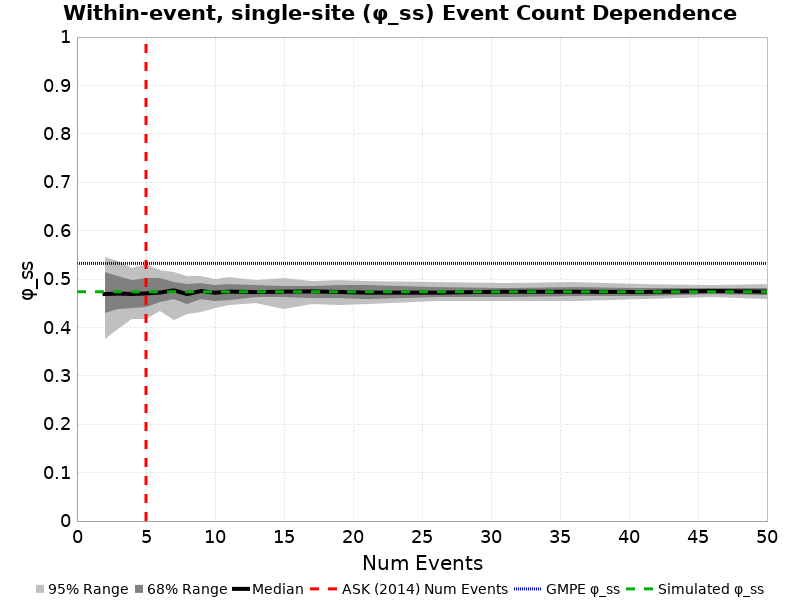 Within-event, single-site (φ_ss) Event Count Dependence
1
0.9
0.8
0.7
0.6
0.5
0.4
0.3
0.2
0.1
0
φ_ss
0 5 10 15 20 25 30 35 40 45 50
Num Events
95% Range 68% Range Median ASK (2014) Num Events GMPE φ_ss Simulated φ_ss